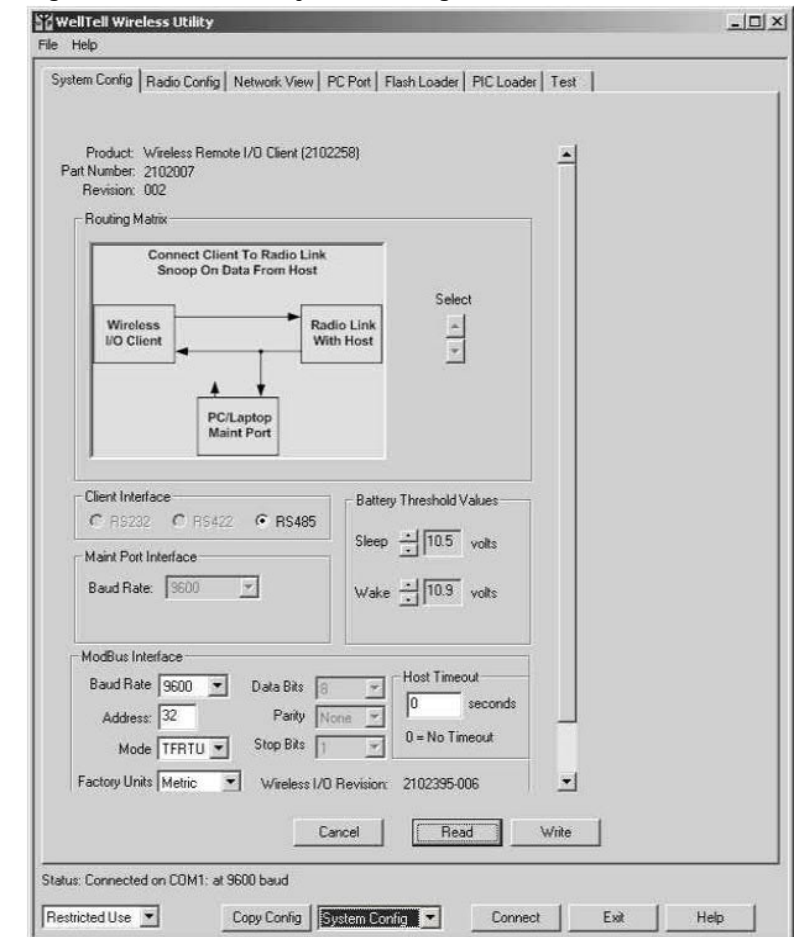 WellTell Wireless Utility
File Help
System Config Radio Config Network View PC Port Flash Loader PIC Loader Test
Product: Wireless Remote I/O Client (2102258)
Part Number: 2102007
Revision: 002
Routing Matrix
Connect Client To Radio Link
Snoop On Data From Host
Select
Wireless
I/O Client
Radio Link
With Host
PC/Laptop
Maint Port
Client Interface
RS232 RS422 RS485
Maint Port Interface
Baud Rate: 9600
Battery Threshold Values
Sleep 10.5 volts
Wake 10.9 volts
ModBus Interface
Baud Rate 9600
Address: 32
Mode TFRTU
Factory Units Metric
Data Bits 8
Parity None
Stop Bits 1
Host Timeout
0 seconds
0 = No Timeout
Wireless I/O Revision: 2102395-006
Cancel Read Write
Status: Connected on COM1: at 9600 baud
Restricted Use Copy Config System Config Connect Exit Help